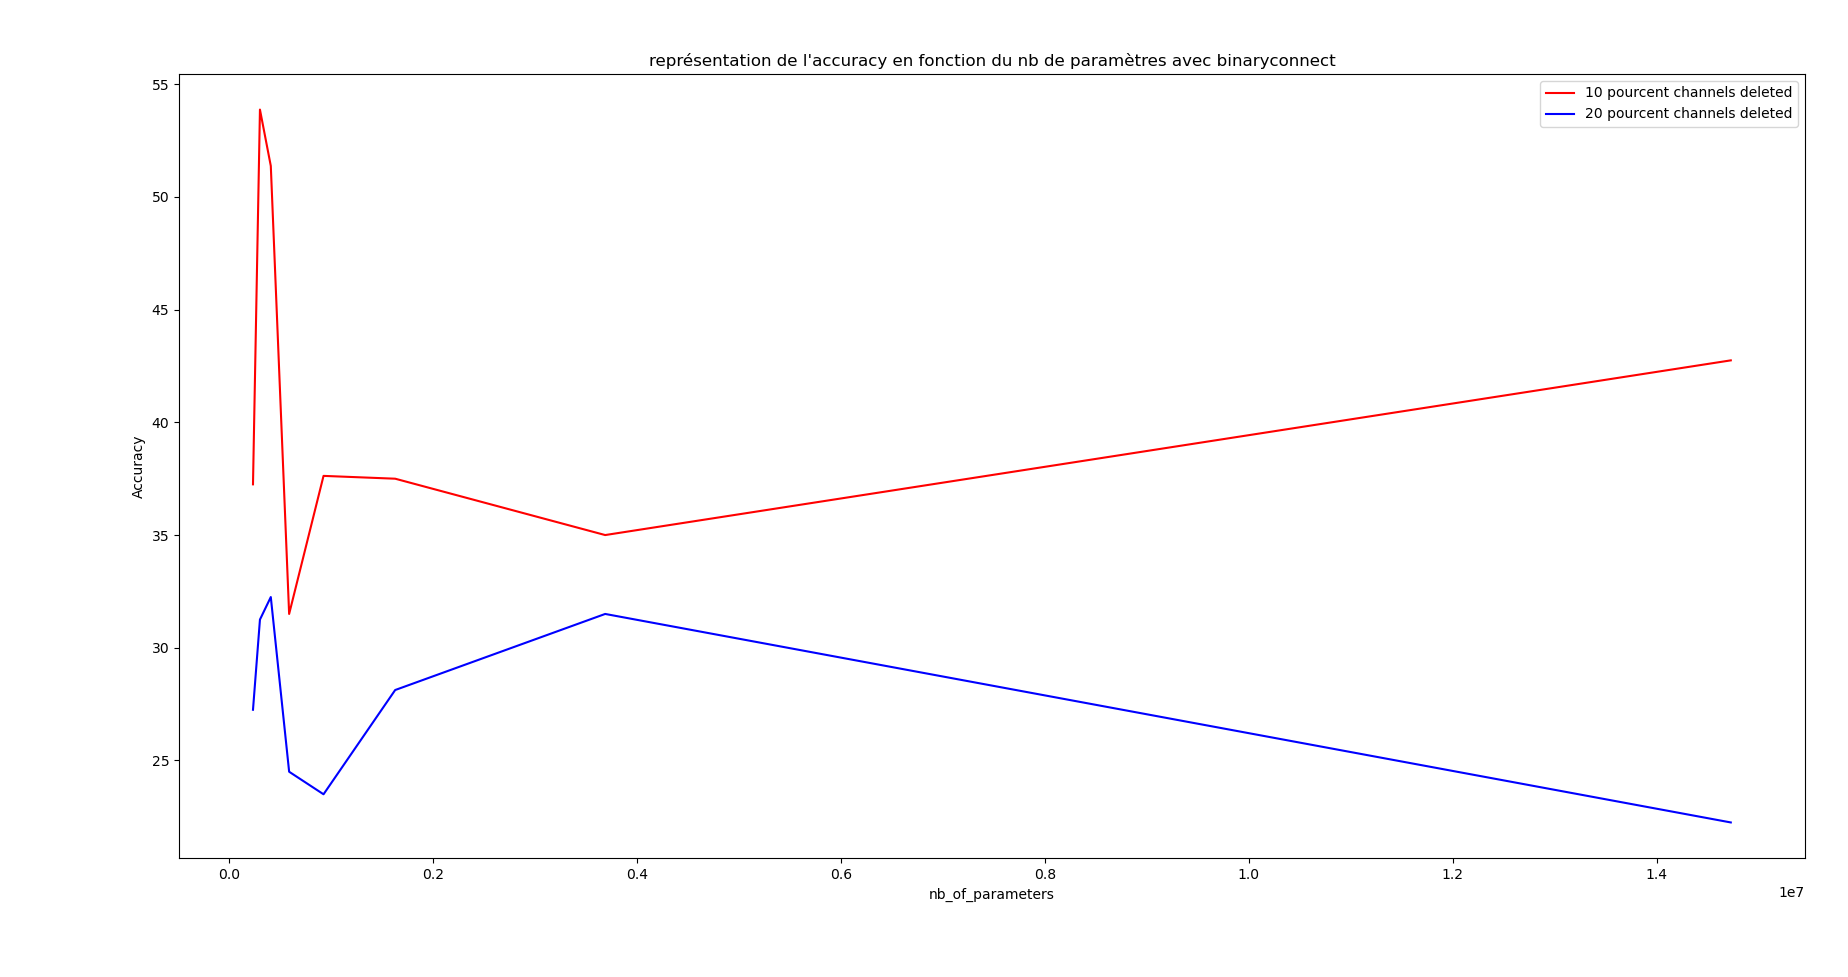 représentation de l'accuracy en fonction du nb de paramètres avec binaryconnect
10 pourcent channels deleted
20 pourcent channels deleted
55
50
45
40
35
30
25
Accuracy
0.0 0.2 0.4 0.6 0.8 1.0 1.2 1.4
1e7
nb_of_parameters